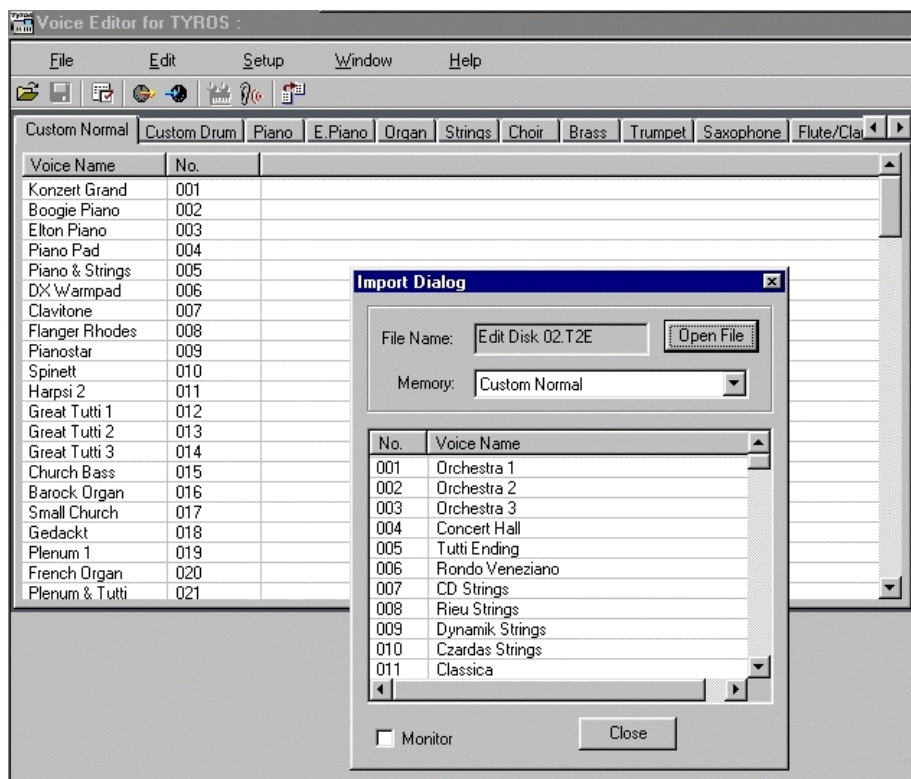 Voice Editor for TYROS :
File Edit Setup Window Help
Custom Normal Custom Drum Piano E.Piano Organ Strings Choir Brass Trumpet Saxophone Flute/Cla
Voice Name No.
Konzert Grand 001
Boogie Piano 002
Elton Piano 003
Piano Pad 004
Piano & Strings 005
DX Warmpad 006
Clavitone 007
Flanger Rhodes 008
Pianostar 009
Spinett 010
Harpsi 2 011
Great Tutti 1 012
Great Tutti 2 013
Great Tutti 3 014
Church Bass 015
Barock Organ 016
Small Church 017
Gedackt 018
Plenum 1 019
French Organ 020
Plenum & Tutti 021
Import Dialog
File Name: Edit Disk 02.T2E Open File
Memory: Custom Normal
No. Voice Name
001 Orchestra 1
002 Orchestra 2
003 Orchestra 3
004 Concert Hall
005 Tutti Ending
006 Rondo Veneziano
007 CD Strings
008 Rieu Strings
009 Dynamik Strings
010 Czardas Strings
011 Classica
Monitor Close